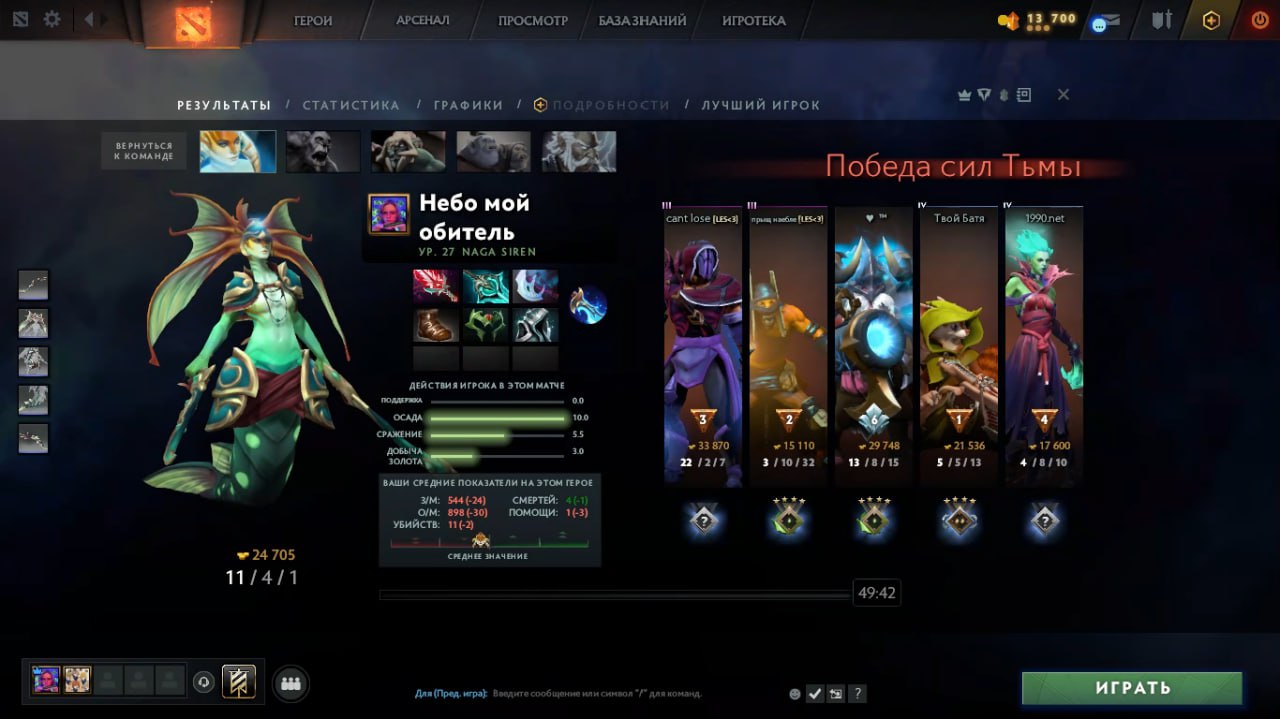 ГЕРОИ
АРСЕНАЛ
ПРОСМОТР
БАЗА ЗНАНИЙ
ИГРОТЕКА
13 700
РЕЗУЛЬТАТЫ / СТАТИСТИКА / ГРАФИКИ / ПОДРОБНОСТИ / ЛУЧШИЙ ИГРОК
ВЕРНУТЬСЯ
К КОМАНДЕ
Победа сил Тьмы
Небо мой
обитель
УР. 27 NAGA SIREN
ДЕЙСТВИЯ ИГРОКА В ЭТОМ МАТЧЕ
ПОДДЕРЖКА 0.0
ОСАДА 10.0
СРАЖЕНИЕ 5.5
ДОБЫЧА
ЗОЛОТА 3.0
ВАШИ СРЕДНИЕ ПОКАЗАТЕЛИ НА ЭТОМ ГЕРОЕ
З/М: 544 (-24) СМЕРТЕЙ: 4 (-1)
О/М: 898 (-30) ПОМОЩИ: 1 (-3)
УБИЙСТВ: 11 (-2)
СРЕДНЕЕ ЗНАЧЕНИЕ
24 705
11 / 4 / 1
III
III
IV
IV
cant lose [LES<3]
прыщ наебле [LES<3]
♥ ™
Твой Батя
1990.net
3
2
6
1
4
33 870
15 110
29 748
21 536
17 600
22 / 2 / 7
3 / 10 / 32
13 / 8 / 15
5 / 5 / 13
4 / 8 / 10
?
?
49:42
Для (Пред. игра): Введите сообщение или символ "/" для команд.
?
ИГРАТЬ